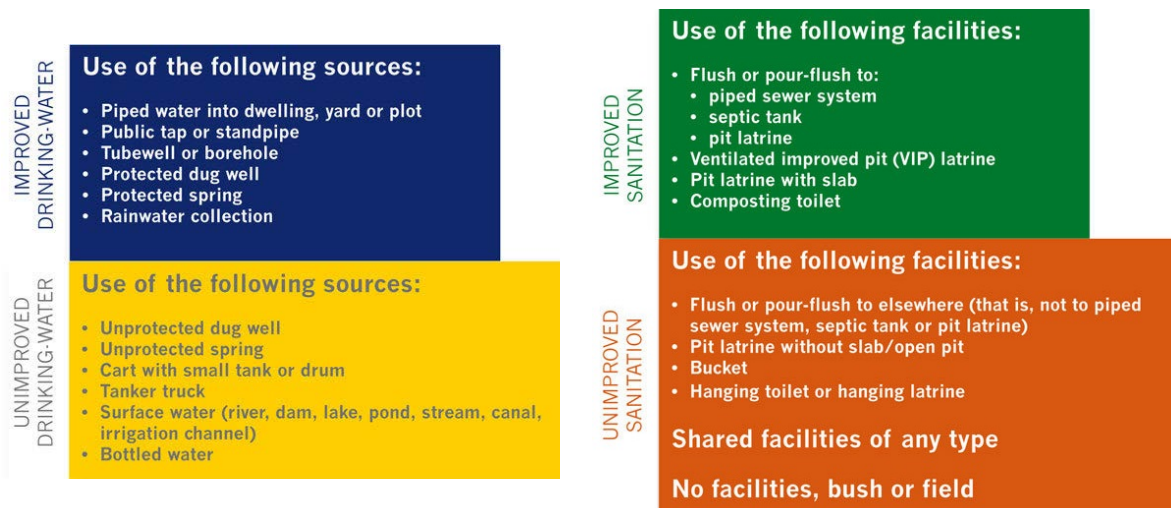 IMPROVED
DRINKING-WATER
Use of the following sources:
• Piped water into dwelling, yard or plot
• Public tap or standpipe
• Tubewell or borehole
• Protected dug well
• Protected spring
• Rainwater collection
UNIMPROVED
DRINKING-WATER
Use of the following sources:
• Unprotected dug well
• Unprotected spring
• Cart with small tank or drum
• Tanker truck
• Surface water (river, dam, lake, pond, stream, canal,
irrigation channel)
• Bottled water
IMPROVED
SANITATION
Use of the following facilities:
• Flush or pour-flush to:
• piped sewer system
• septic tank
• pit latrine
• Ventilated improved pit (VIP) latrine
• Pit latrine with slab
• Composting toilet
UNIMPROVED
SANITATION
Use of the following facilities:
• Flush or pour-flush to elsewhere (that is, not to piped
sewer system, septic tank or pit latrine)
• Pit latrine without slab/open pit
• Bucket
• Hanging toilet or hanging latrine
Shared facilities of any type
No facilities, bush or field